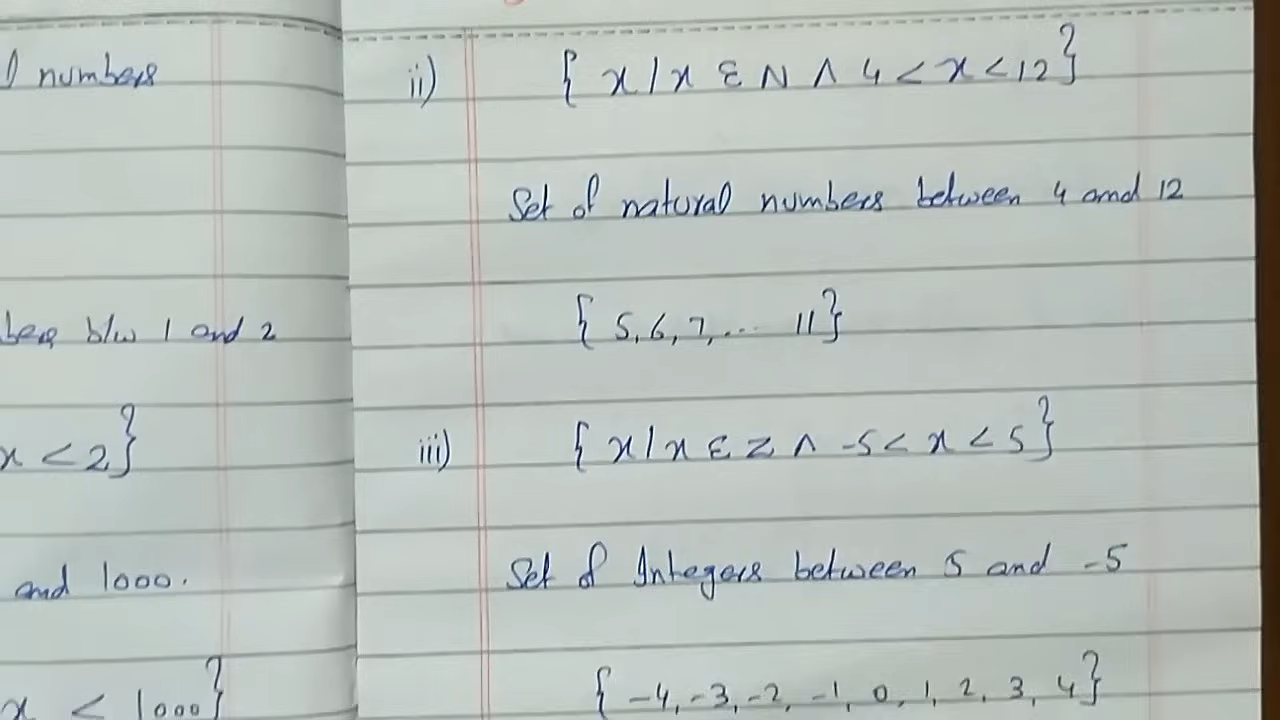 numbers
b/w 1 and 2
x < 2}
and 1000.
x < 1000}
ii) { x / x ε N ∧ 4 < x < 12 }
Set of natural numbers between 4 and 12
{ 5, 6, 7, ... 11 }
iii) { x / x ε Z ∧ -5 < x < 5 }
Set of Integers between 5 and -5
{ -4, -3, -2, -1, 0, 1, 2, 3, 4 }